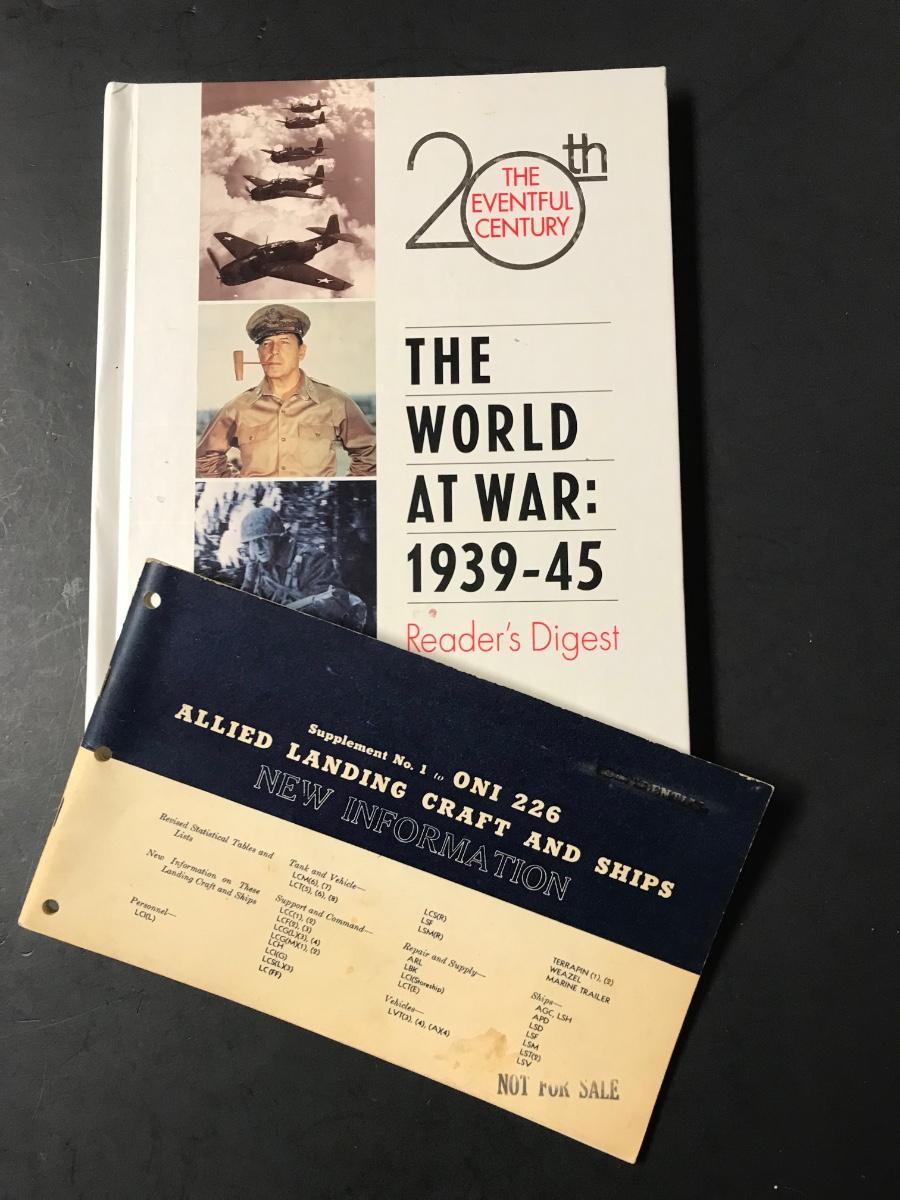 20th
THE
EVENTFUL
CENTURY
THE
WORLD
AT WAR:
1939-45
Reader's Digest
Supplement No. 1 to ONI 226
ALLIED LANDING CRAFT AND SHIPS
NEW INFORMATION
Revised Statistical Tables and
Lists
New Information on These
Landing Craft and Ships
Personnel—
LCI(L)
Tank and Vehicle—
LCM(6), (7)
LCT(5), (6), (8)
Support and Command—
LCC(1), (2)
LCF(2), (3)
LCG(L)(3), (4)
LCG(M)(1), (2)
LCH
LCI(G)
LCS(L)(3)
LC(FF)
LCS(R)
LSF
LSM(R)
Repair and Supply—
ARL
LBK
LCI(Storeship)
LCT(E)
Vehicles—
LVT(3), (4), (A)(4)
TERRAPIN (1), (2)
WEAZEL
MARINE TRAILER
Ships—
AGC, LSH
APD
LSD
LSF
LSM
LST(2)
LSV
NOT FOR SALE